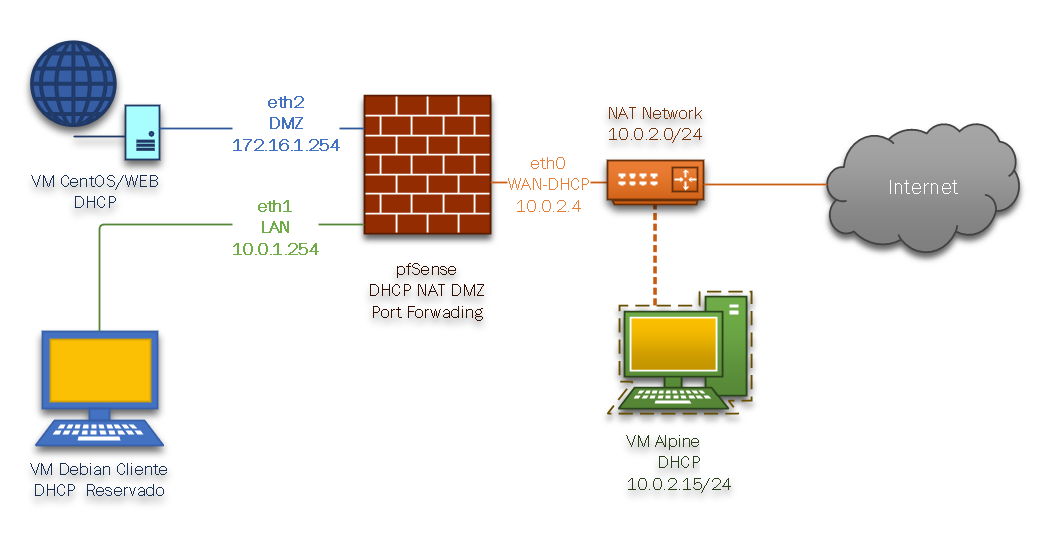 eth2
DMZ
172.16.1.254
VM CentOS/WEB
DHCP
eth1
LAN
10.0.1.254
pfSense
DHCP NAT DMZ
Port Forwading
eth0
WAN-DHCP
10.0.2.4
NAT Network
10.0.2.0/24
Internet
VM Debian Cliente
DHCP Reservado
VM Alpine
DHCP
10.0.2.15/24